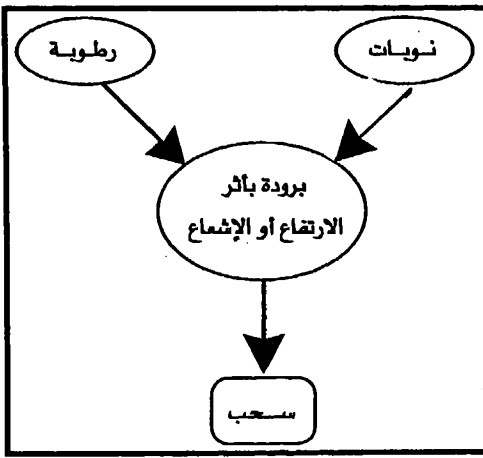 نويات
رطوبة
برودة بأثر
الارتفاع أو الإشعاع
سحب